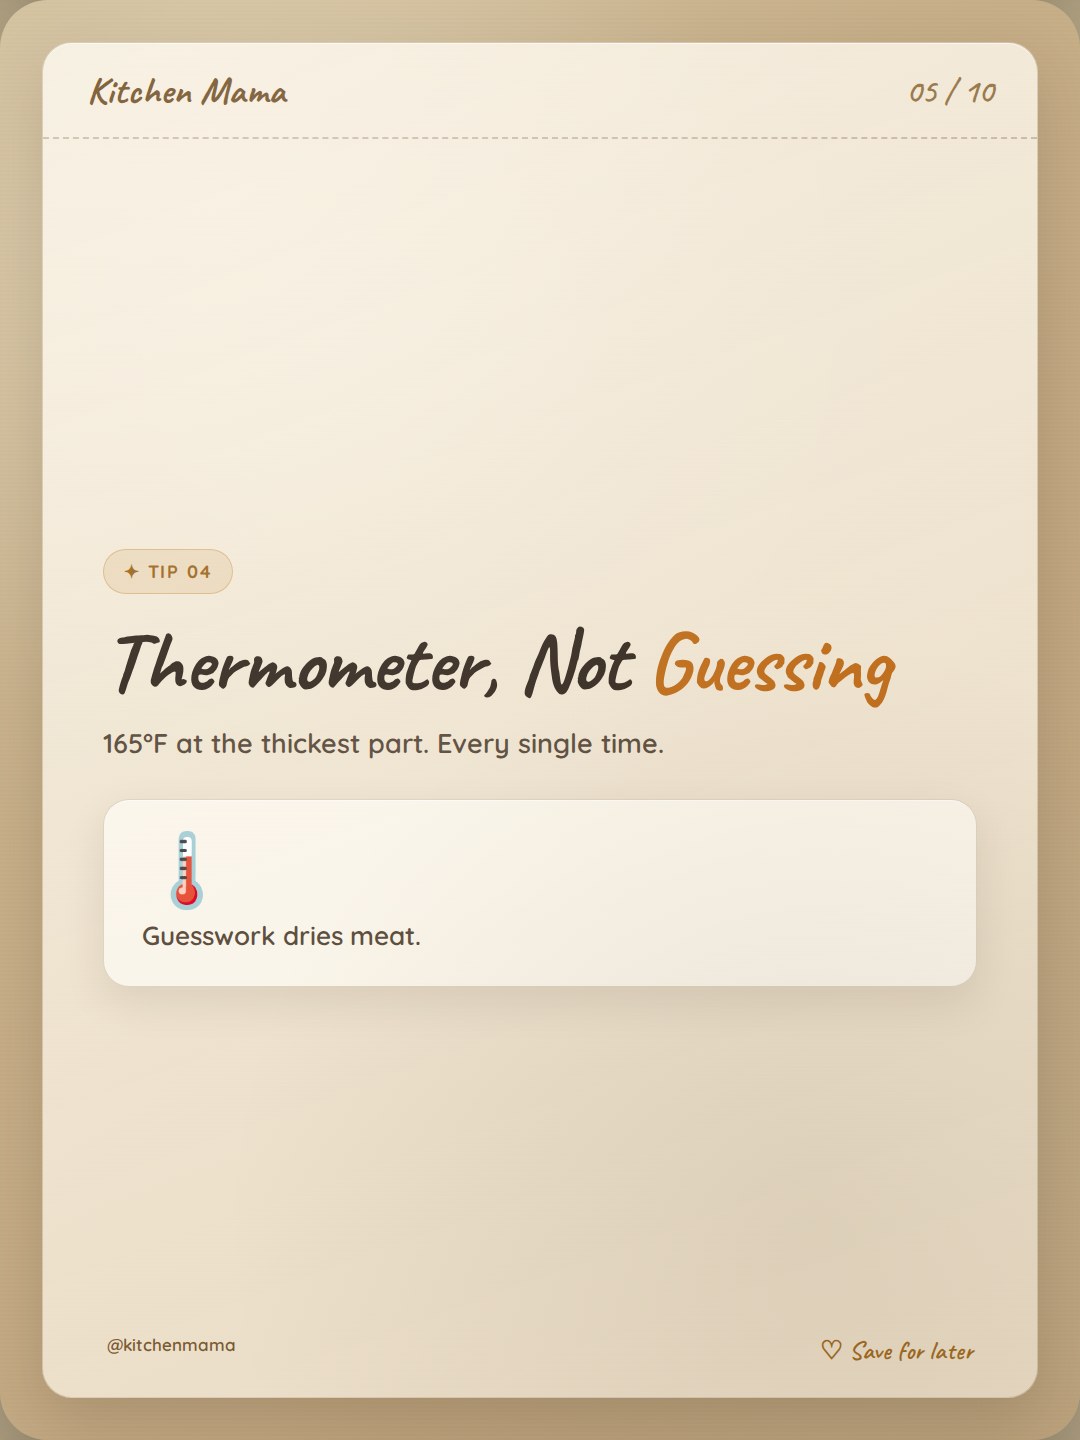 Kitchen Mama
05 / 10
✦ TIP 04
Thermometer, Not Guessing
165°F at the thickest part. Every single time.
Guesswork dries meat.
@kitchenmama
♡ Save for later